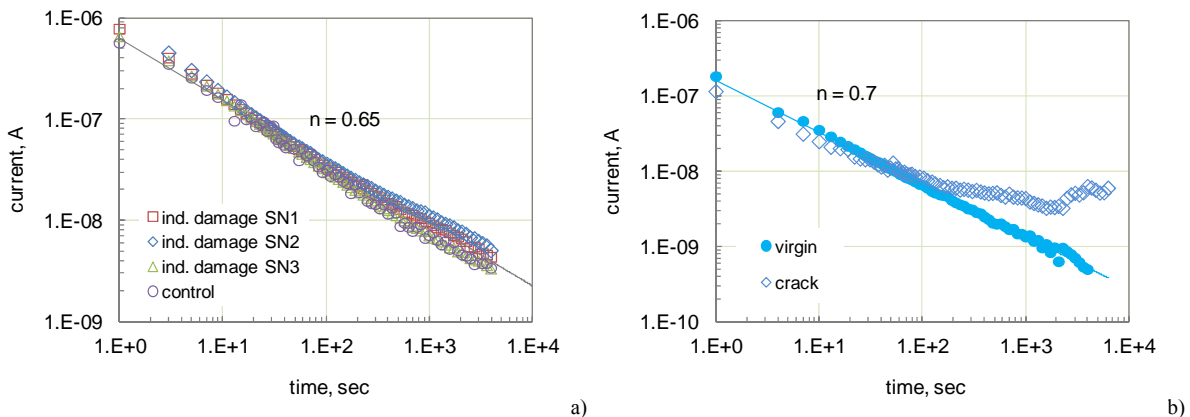 1.E-06
1.E-07
1.E-08
1.E-09
current, A
n = 0.65
ind. damage SN1
ind. damage SN2
ind. damage SN3
control
1.E+0 1.E+1 1.E+2 1.E+3 1.E+4
time, sec
a)
1.E-06
1.E-07
1.E-08
1.E-09
1.E-10
current, A
n = 0.7
virgin
crack
1.E+0 1.E+1 1.E+2 1.E+3 1.E+4
time, sec
b)